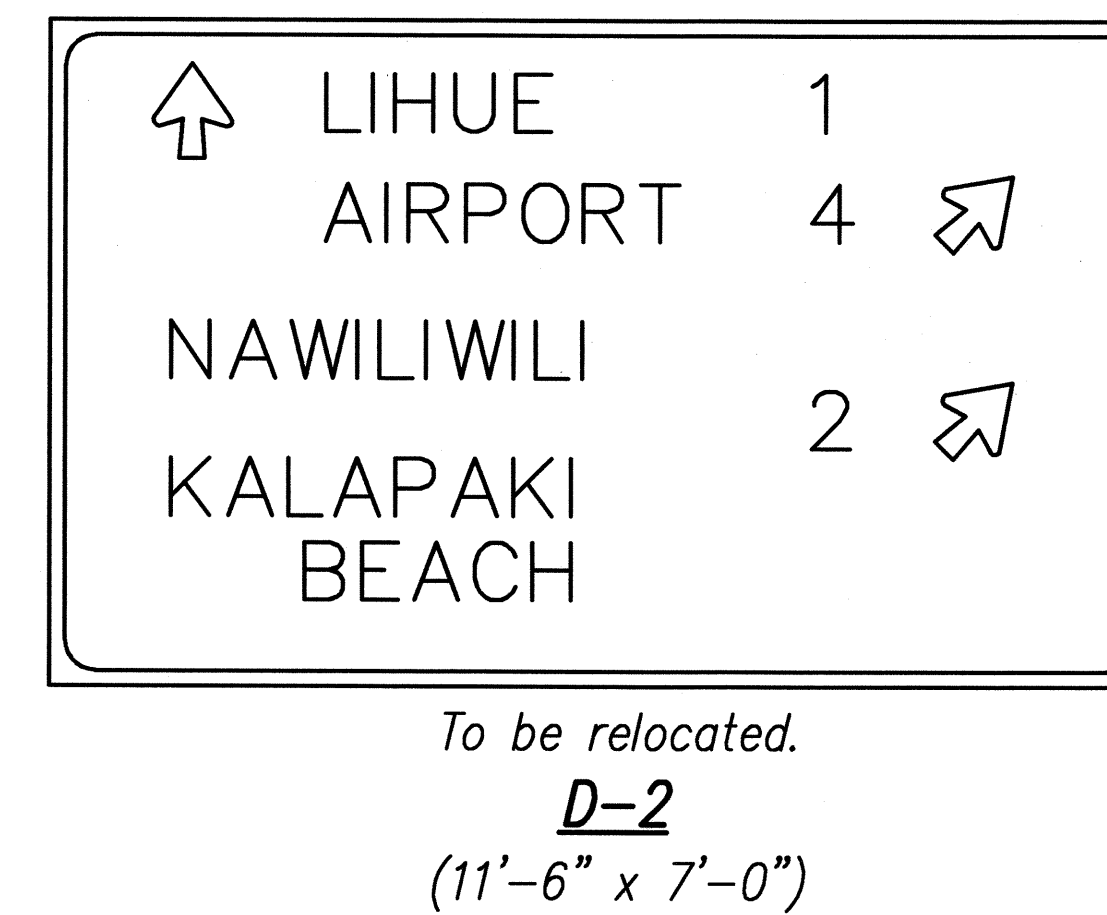 LIHUE 1
AIRPORT 4
NAWILIWILI
2
KALAPAKI
BEACH
To be relocated.
D-2
(11'-6" x 7'-0")